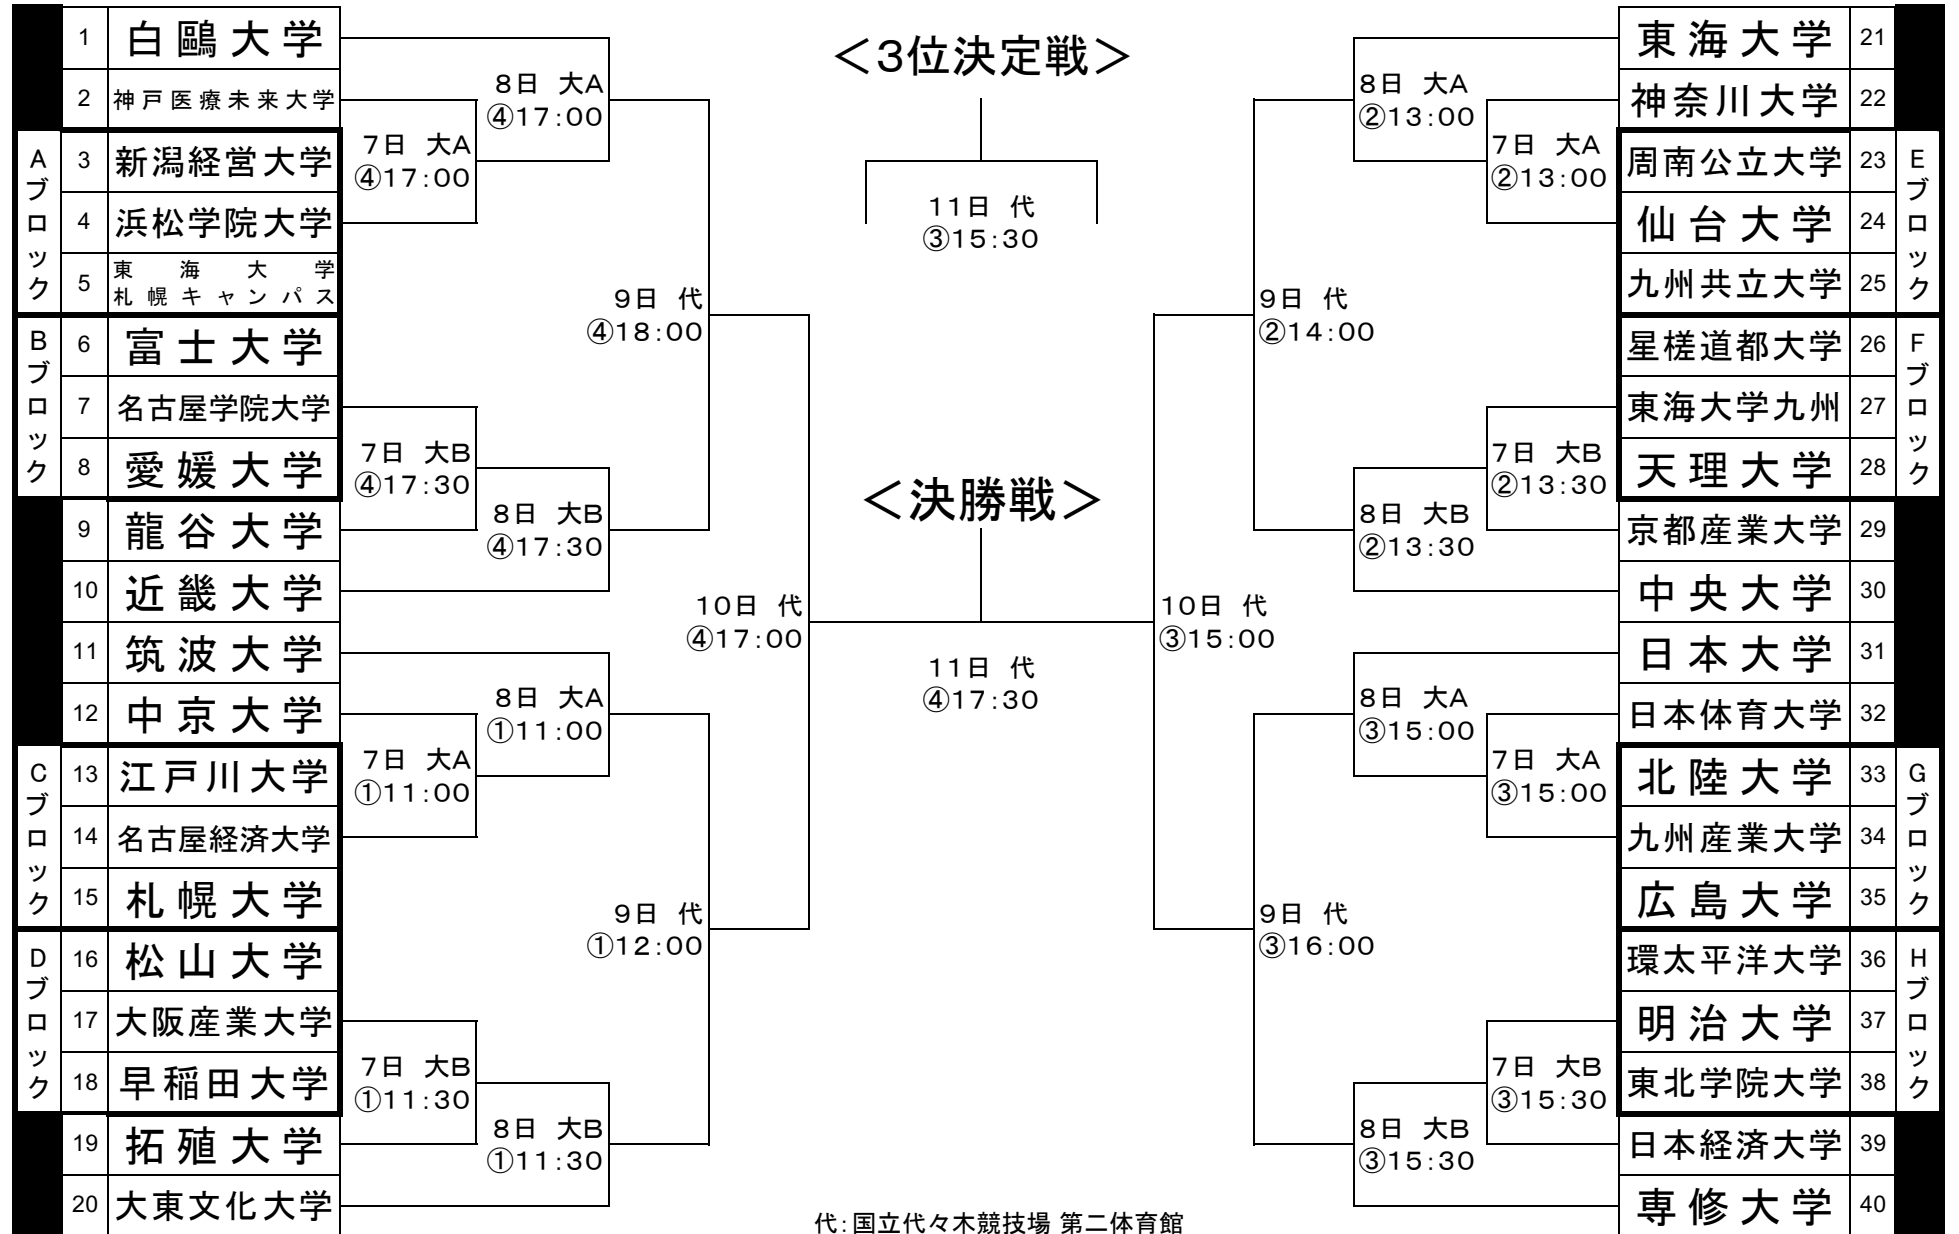 1 白鷗大学
2 神戸医療未来大学
Aブロック
3 新潟経営大学
4 浜松学院大学
5 東海大学
札幌キャンパス
Bブロック
6 富士大学
7 名古屋学院大学
8 愛媛大学
9 龍谷大学
10 近畿大学
11 筑波大学
12 中京大学
Cブロック
13 江戸川大学
14 名古屋経済大学
15 札幌大学
Dブロック
16 松山大学
17 大阪産業大学
18 早稲田大学
19 拓殖大学
20 大東文化大学
7日 大A
④17:00
7日 大B
④17:30
7日 大A
①11:00
7日 大B
①11:30
8日 大A
④17:00
8日 大B
④17:30
8日 大A
①11:00
8日 大B
①11:30
9日 代
④18:00
9日 代
①12:00
10日 代
④17:00
＜3位決定戦＞
11日 代
③15:30
＜決勝戦＞
11日 代
④17:30
代:国立代々木競技場 第二体育館
10日 代
③15:00
9日 代
②14:00
9日 代
③16:00
8日 大A
②13:00
8日 大B
②13:30
8日 大A
③15:00
8日 大B
③15:30
7日 大A
②13:00
7日 大B
②13:30
7日 大A
③15:00
7日 大B
③15:30
東海大学 21
神奈川大学 22
Eブロック
周南公立大学 23
仙台大学 24
九州共立大学 25
Fブロック
星槎道都大学 26
東海大学九州 27
天理大学 28
京都産業大学 29
中央大学 30
日本大学 31
日本体育大学 32
Gブロック
北陸大学 33
九州産業大学 34
広島大学 35
Hブロック
環太平洋大学 36
明治大学 37
東北学院大学 38
日本経済大学 39
専修大学 40